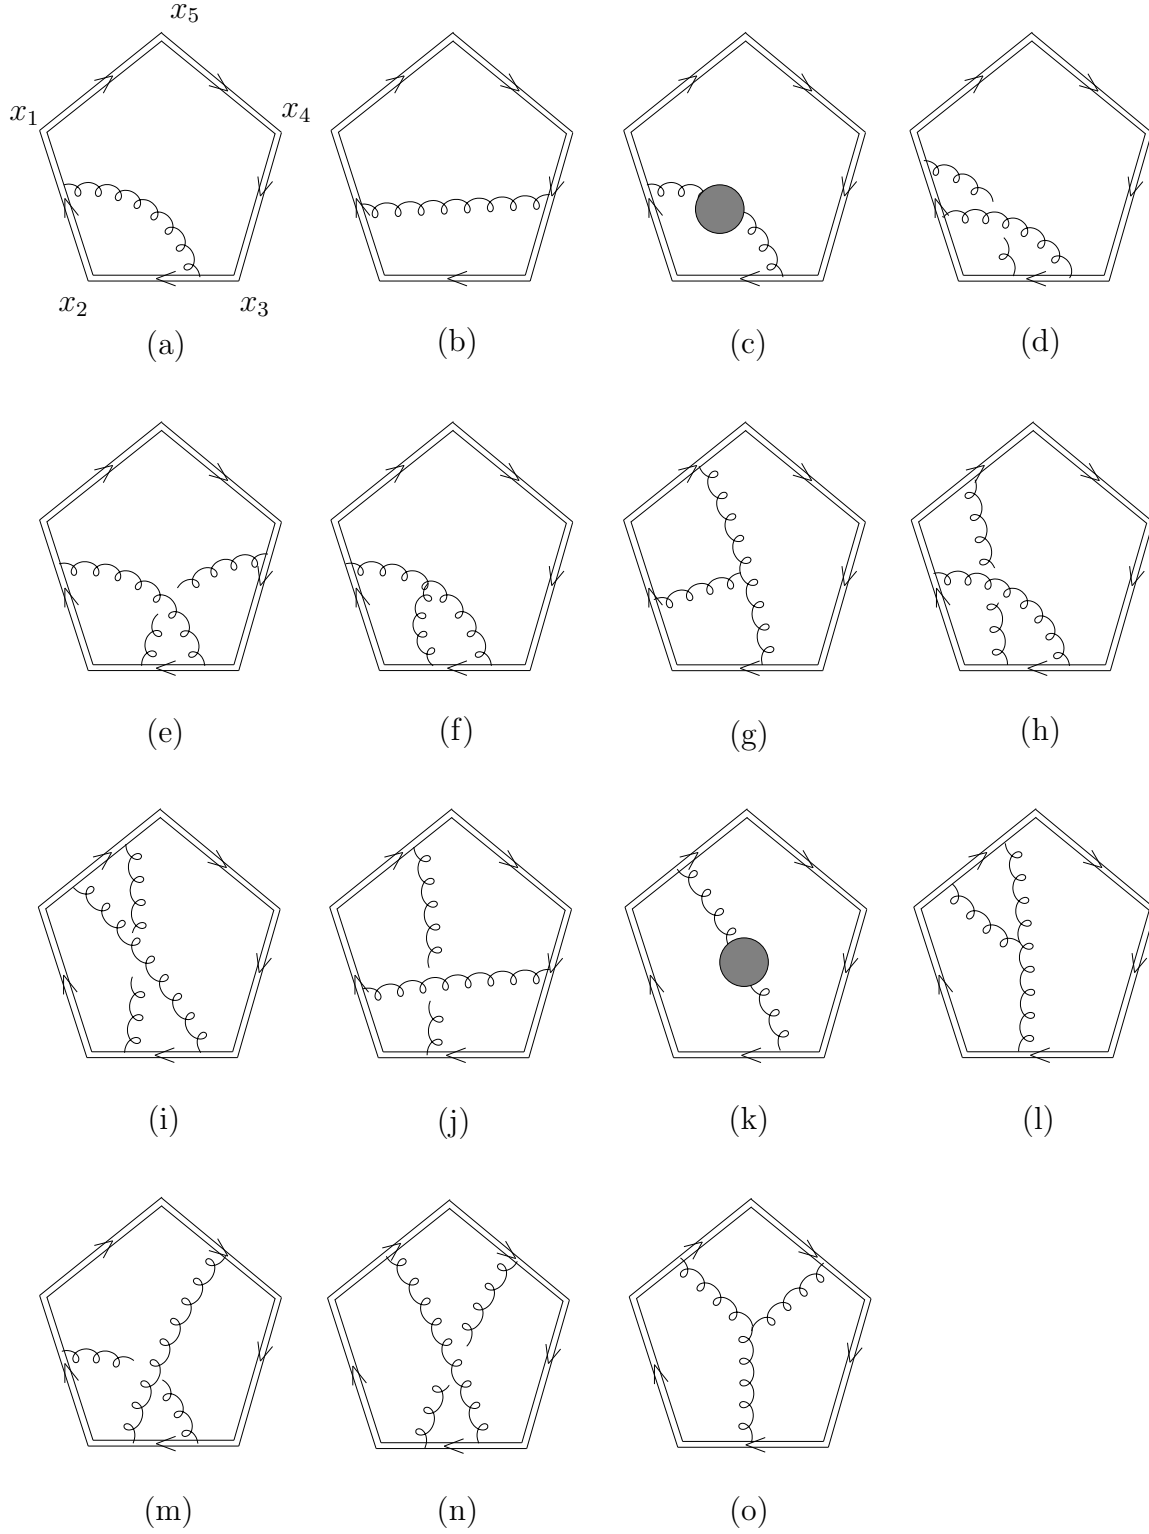 x₅
x₁ x₄
x₂ x₃
(a) (b) (c) (d)
(e) (f) (g) (h)
(i) (j) (k) (l)
(m) (n) (o)